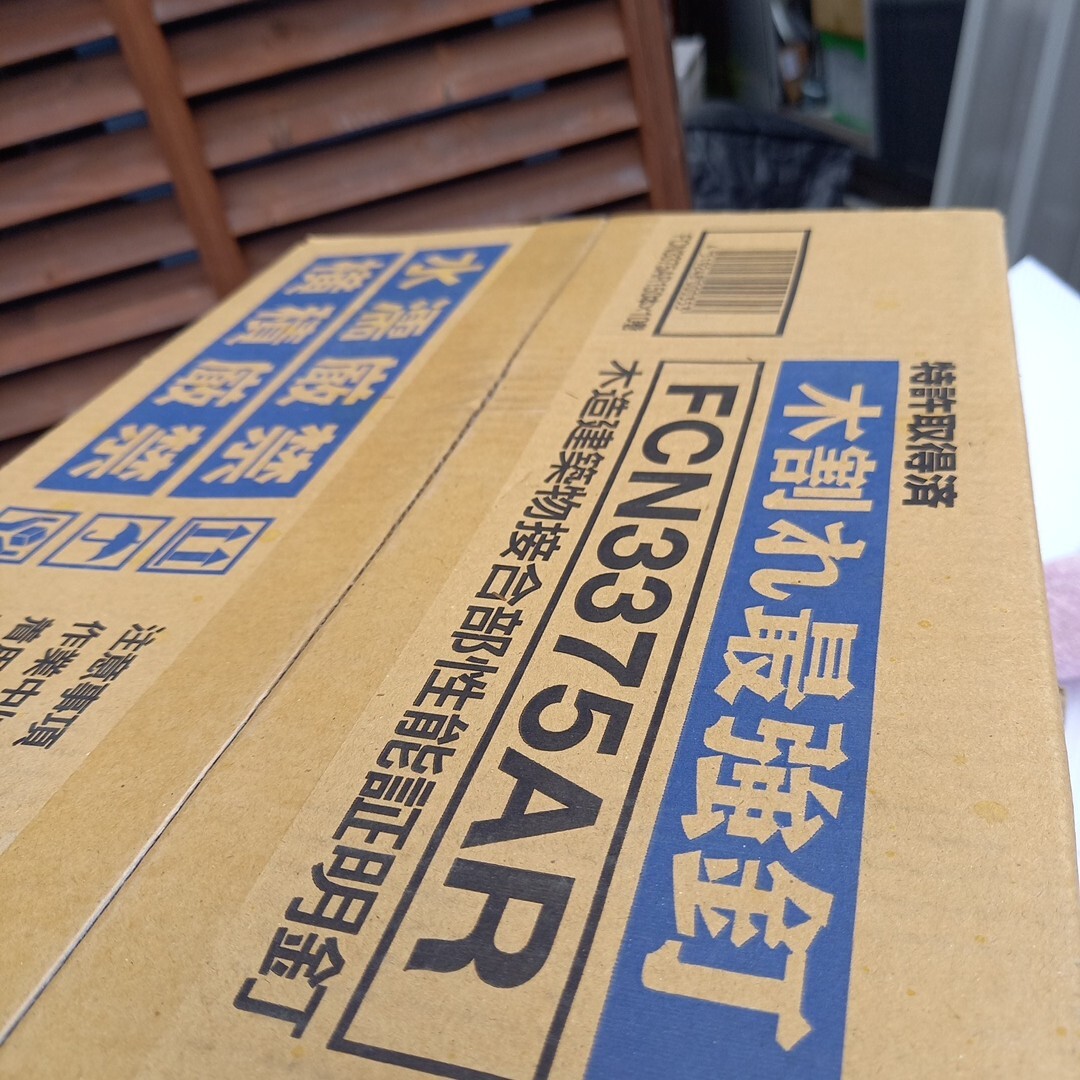 特許取得済
木割れ最強釘
FCN3375AR
木造建築物接合部性能証明金釘
水濡厳禁
横積厳禁
注意事項
作業中